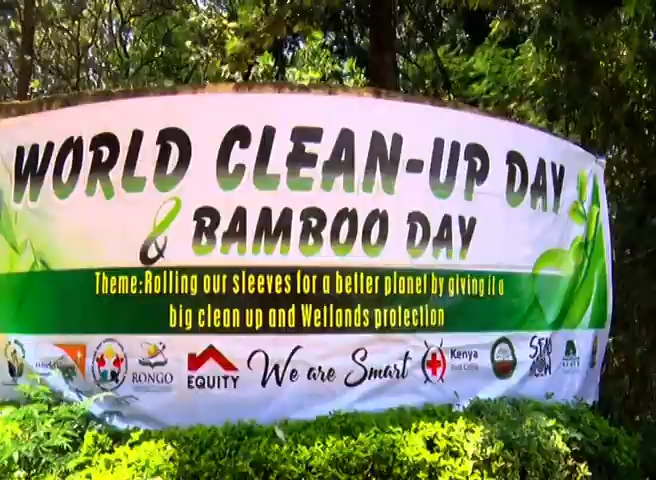 WORLD CLEAN-UP DAY
& BAMBOO DAY
Theme:Rolling our sleeves for a better planet by giving it a
big clean up and Wetlands protection
RONGO
EQUITY
We are Smart
Kenya
Red Cross